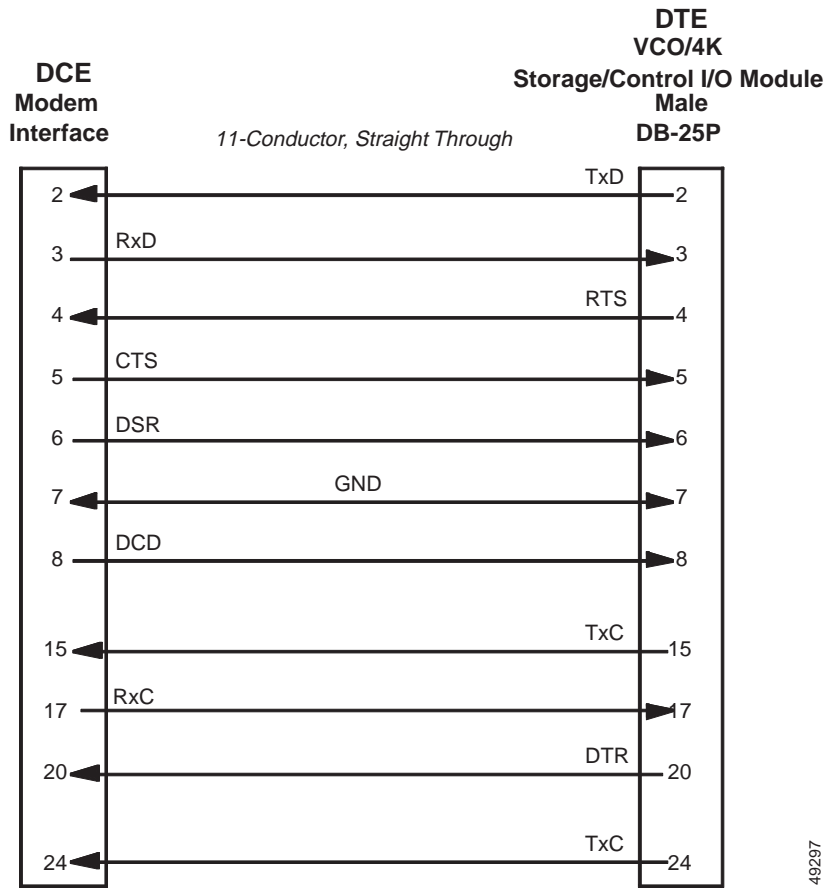 DTE
VCO/4K
Storage/Control I/O Module
Male
DB-25P
DCE
Modem
Interface
11-Conductor, Straight Through
2 TxD 2
3 RxD 3
4 RTS 4
5 CTS 5
6 DSR 6
7 GND 7
8 DCD 8
15 TxC 15
17 RxC 17
20 DTR 20
24 TxC 24
49297